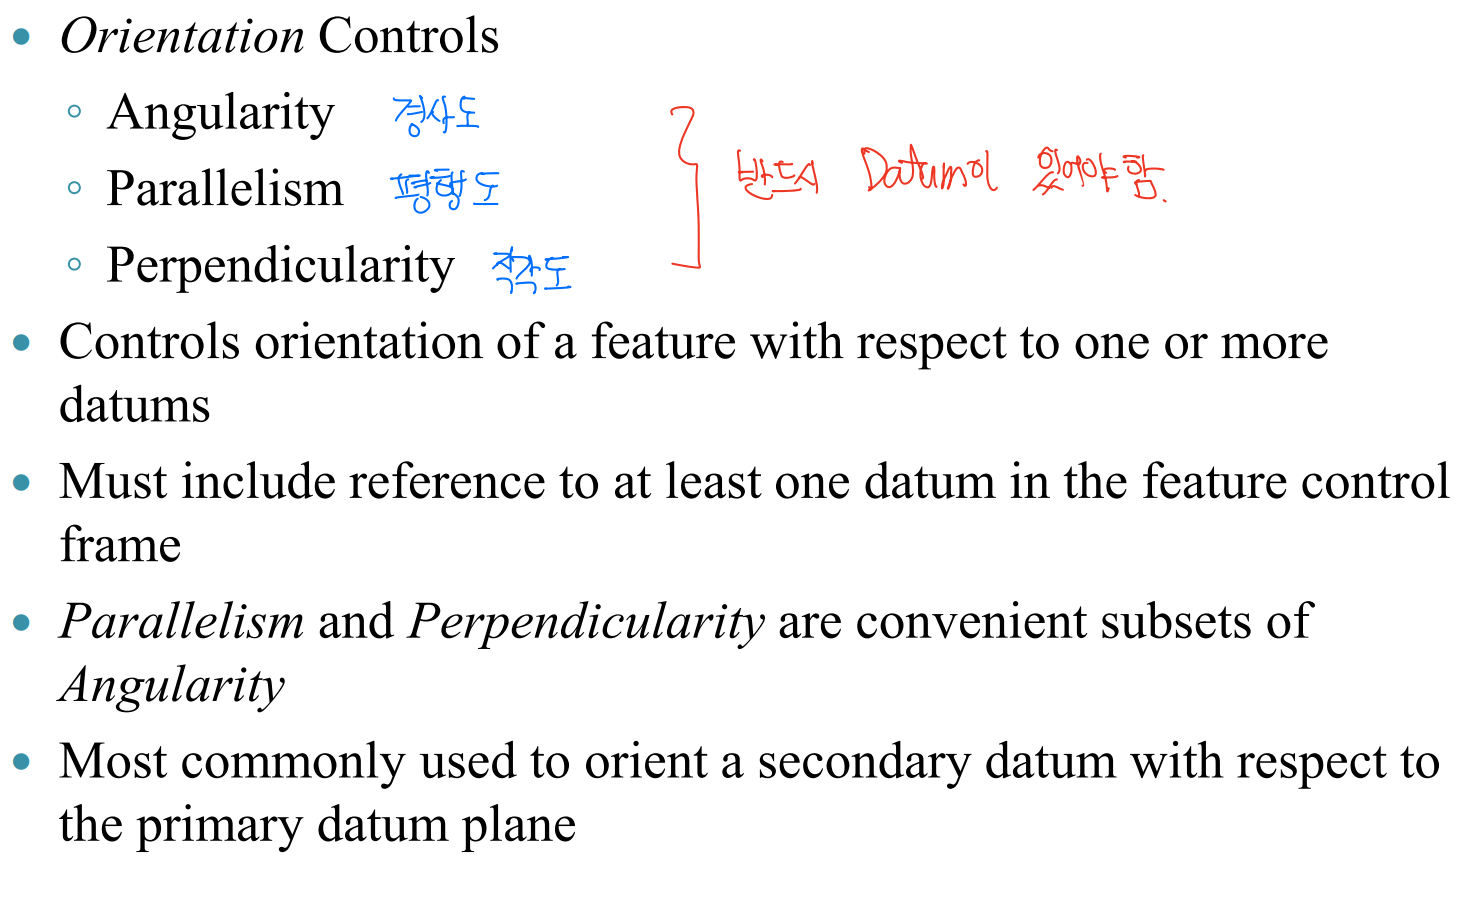 • Orientation Controls
◦ Angularity 경사도
◦ Parallelism 평행도
반드시 Datum이 있어야 함.
◦ Perpendicularity 직각도
• Controls orientation of a feature with respect to one or more
datums
• Must include reference to at least one datum in the feature control
frame
• Parallelism and Perpendicularity are convenient subsets of
Angularity
• Most commonly used to orient a secondary datum with respect to
the primary datum plane